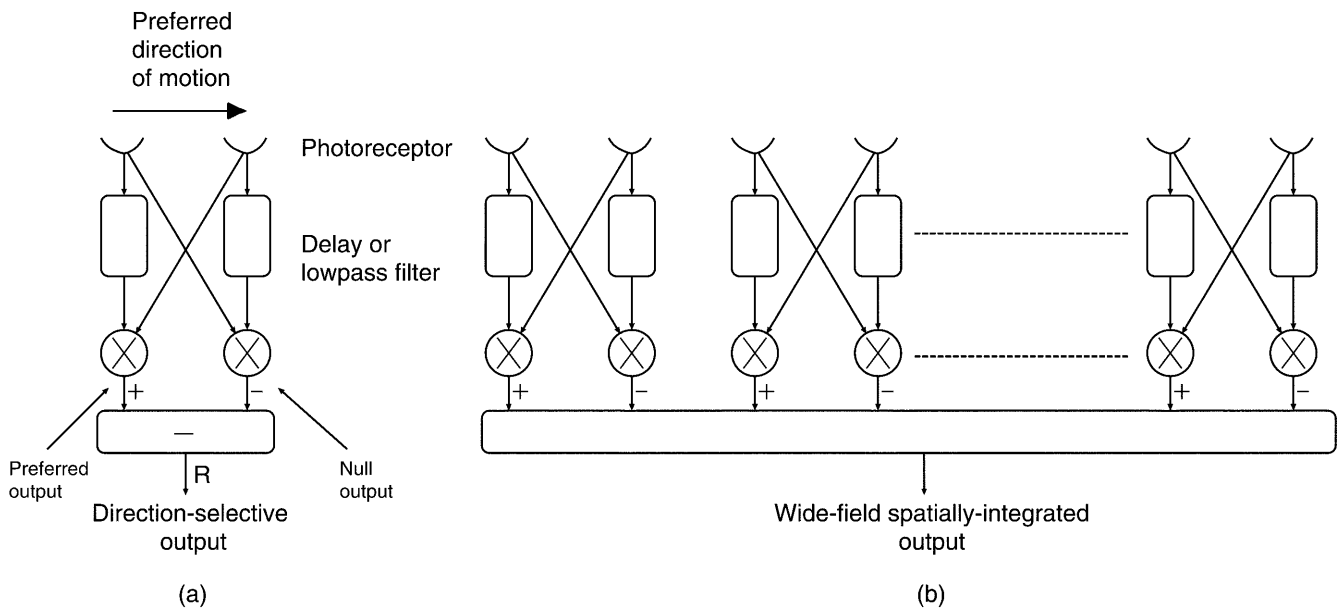 Preferred
direction
of motion
Photoreceptor
Delay or
lowpass filter
+ −
−
Preferred
output
R
Null
output
Direction-selective
output
(a)
+ − + − + −
Wide-field spatially-integrated
output
(b)